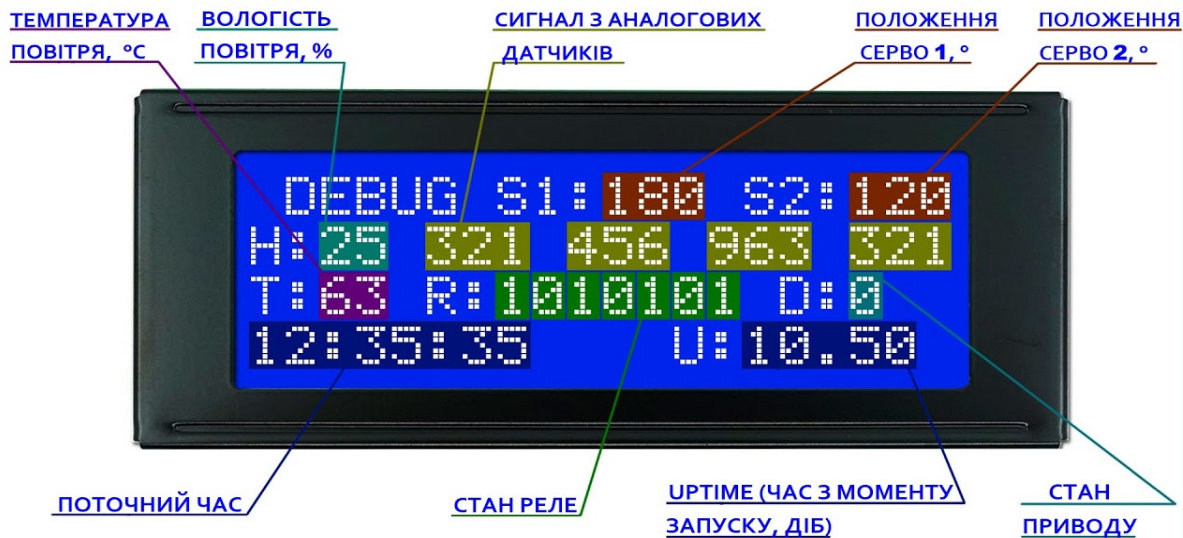 ТЕМПЕРАТУРА
ПОВІТРЯ, °С
ВОЛОГІСТЬ
ПОВІТРЯ, %
СИГНАЛ З АНАЛОГОВИХ
ДАТЧИКІВ
ПОЛОЖЕННЯ
СЕРВО 1, °
ПОЛОЖЕННЯ
СЕРВО 2, °
DEBUG S1:180 S2:120
H:25 321 456 963 321
T:63 R:1010101 D:0
12:35:35 U:10.50
ПОТОЧНИЙ ЧАС
СТАН РЕЛЕ
UPTIME (ЧАС З МОМЕНТУ
ЗАПУСКУ, ДІБ)
СТАН
ПРИВОДУ